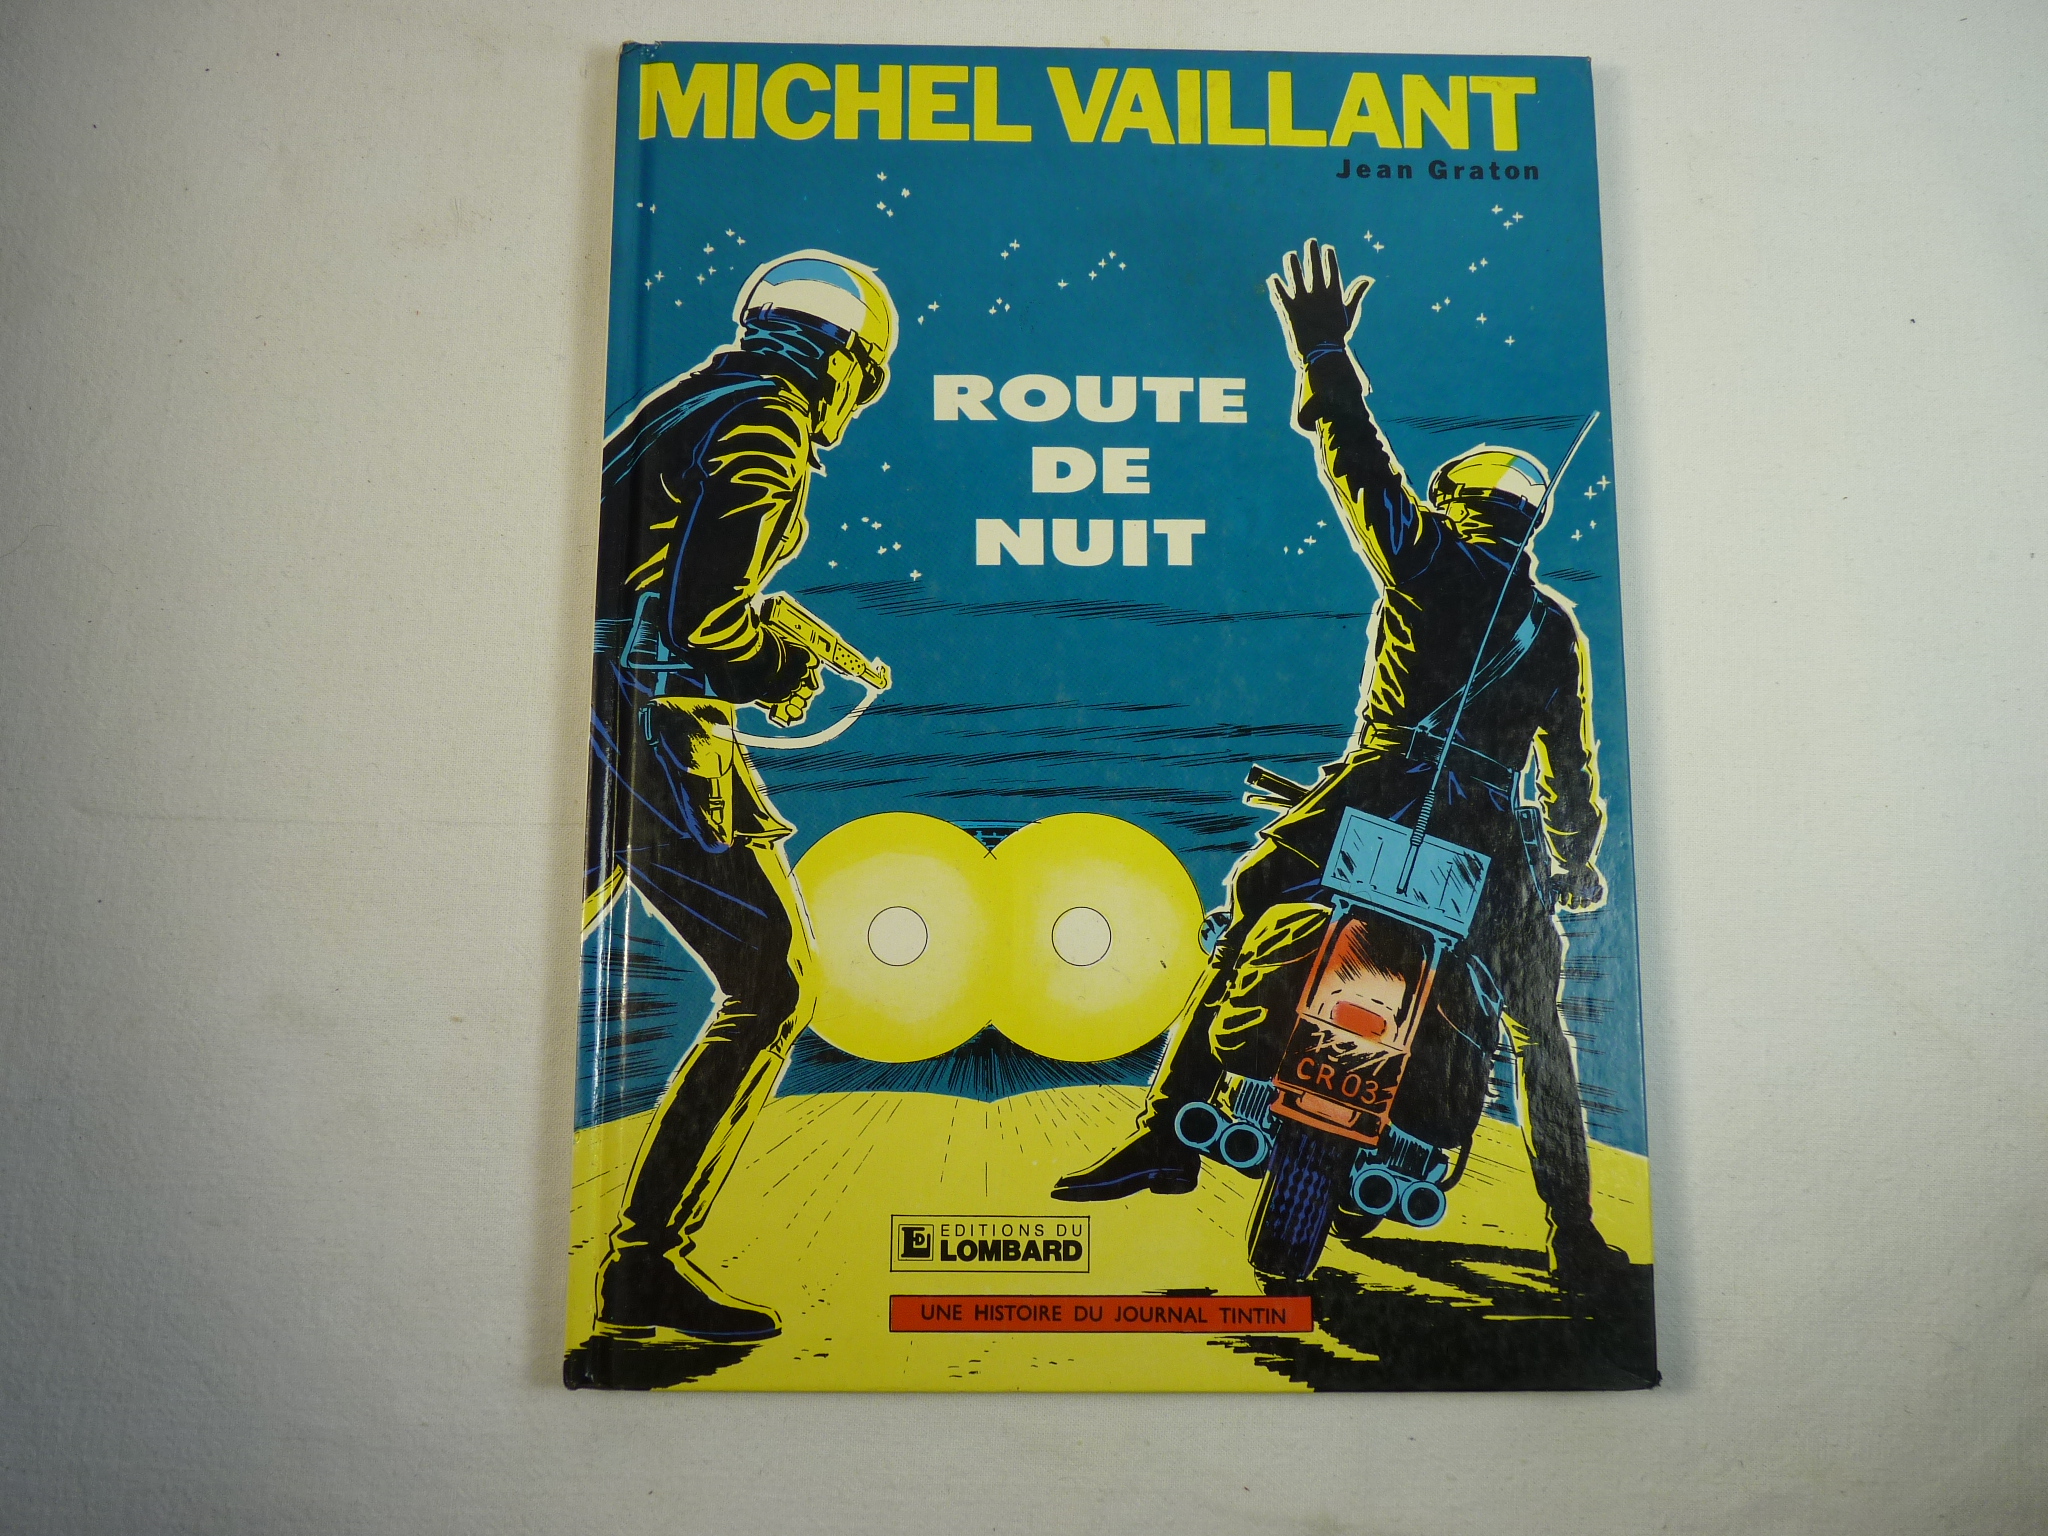 MICHEL VAILLANT
Jean Graton
ROUTE
DE
NUIT
CR 03
EDITIONS DU
LOMBARD
UNE HISTOIRE DU JOURNAL TINTIN